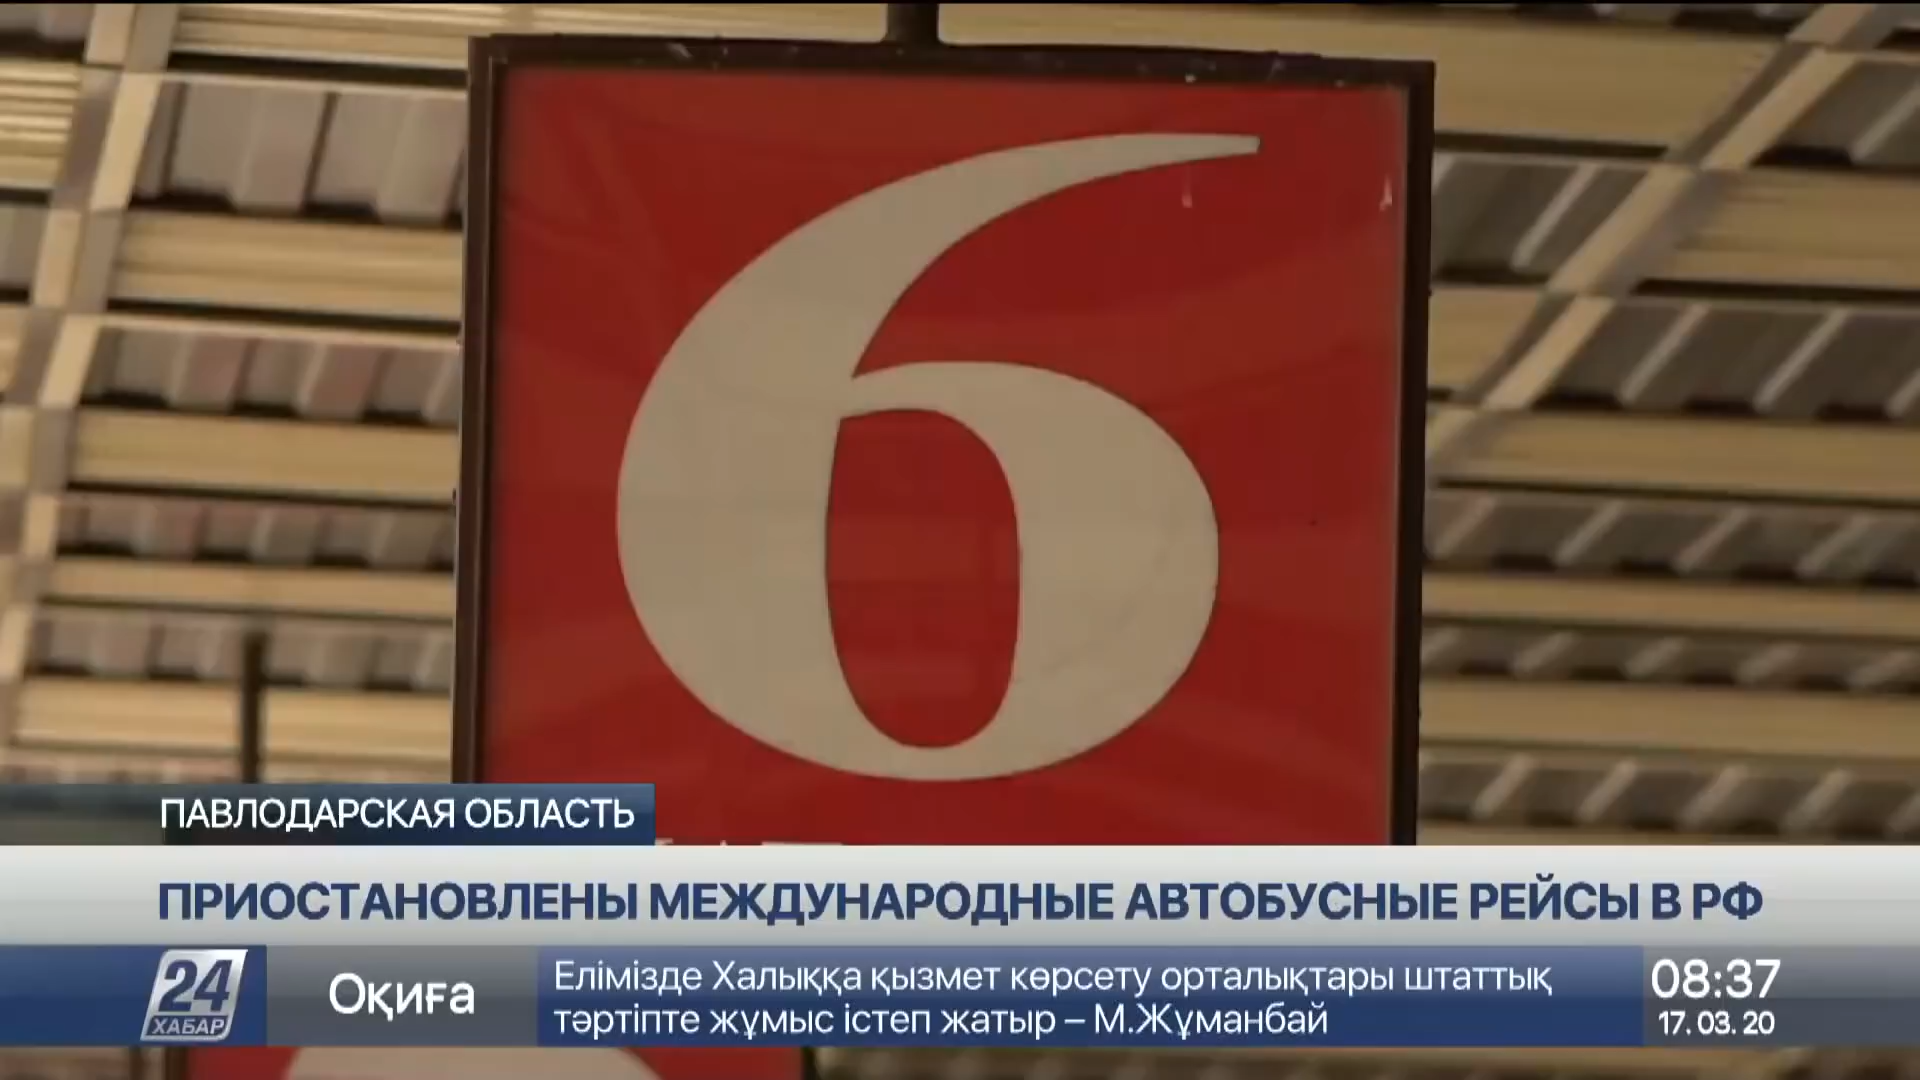 6
ПАВЛОДАРСКАЯ ОБЛАСТЬ
ПРИОСТАНОВЛЕНЫ МЕЖДУНАРОДНЫЕ АВТОБУСНЫЕ РЕЙСЫ В РФ
24
ХАБАР
Оқиға
Елімізде Халыққа қызмет көрсету орталықтары штаттық
тәртіпте жұмыс істеп жатыр – М.Жұманбай
08:37
17. 03. 20